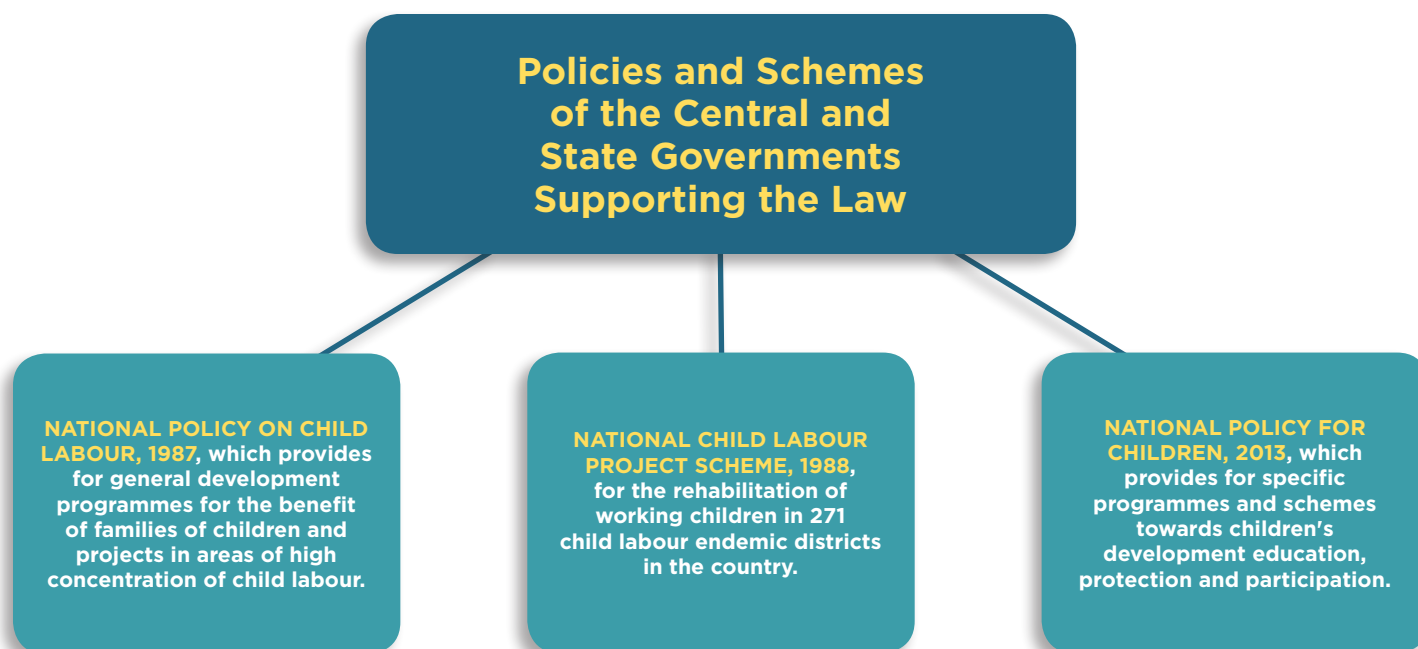 Policies and Schemes
of the Central and
State Governments
Supporting the Law
NATIONAL POLICY ON CHILD
LABOUR, 1987, which provides
for general development
programmes for the benefit
of families of children and
projects in areas of high
concentration of child labour.
NATIONAL CHILD LABOUR
PROJECT SCHEME, 1988,
for the rehabilitation of
working children in 271
child labour endemic districts
in the country.
NATIONAL POLICY FOR
CHILDREN, 2013, which
provides for specific
programmes and schemes
towards children's
development education,
protection and participation.